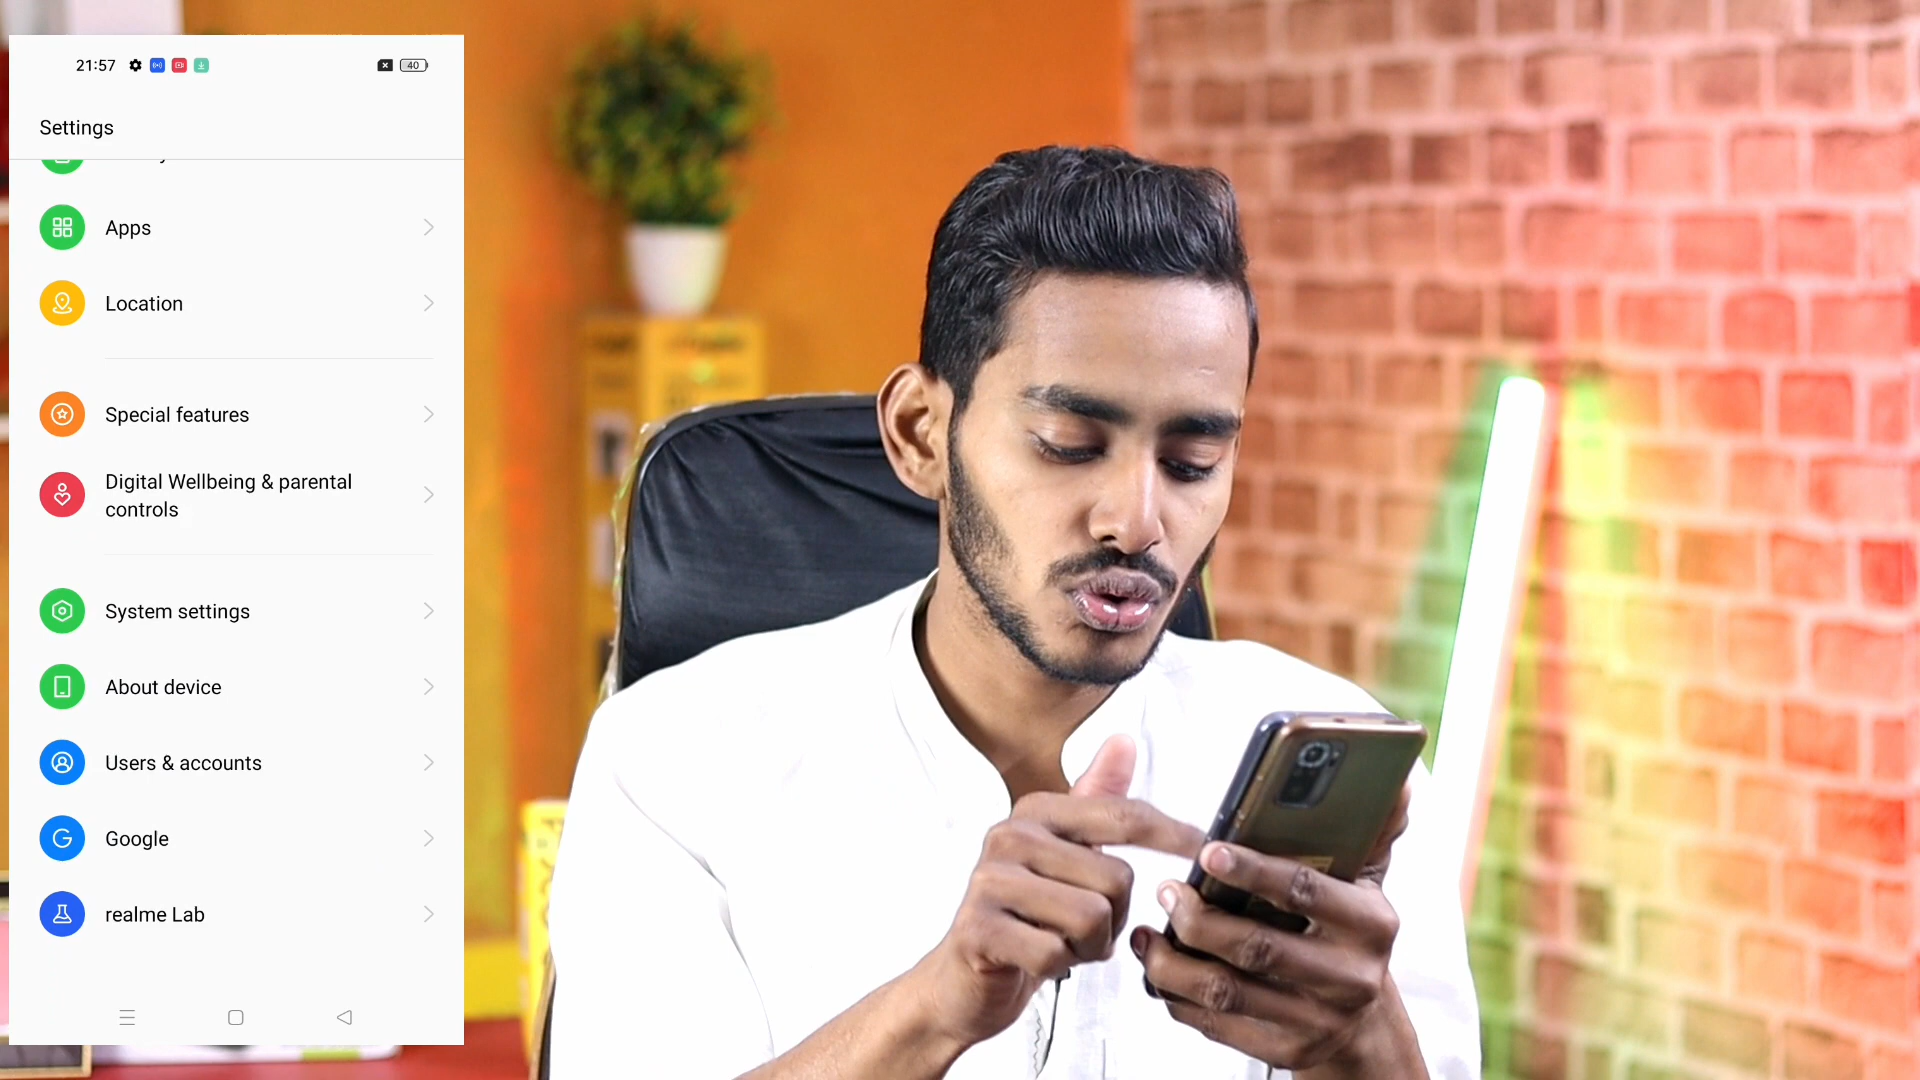 21:57
40
Settings
Apps
Location
Special features
Digital Wellbeing & parental
controls
System settings
About device
Users & accounts
Google
realme Lab